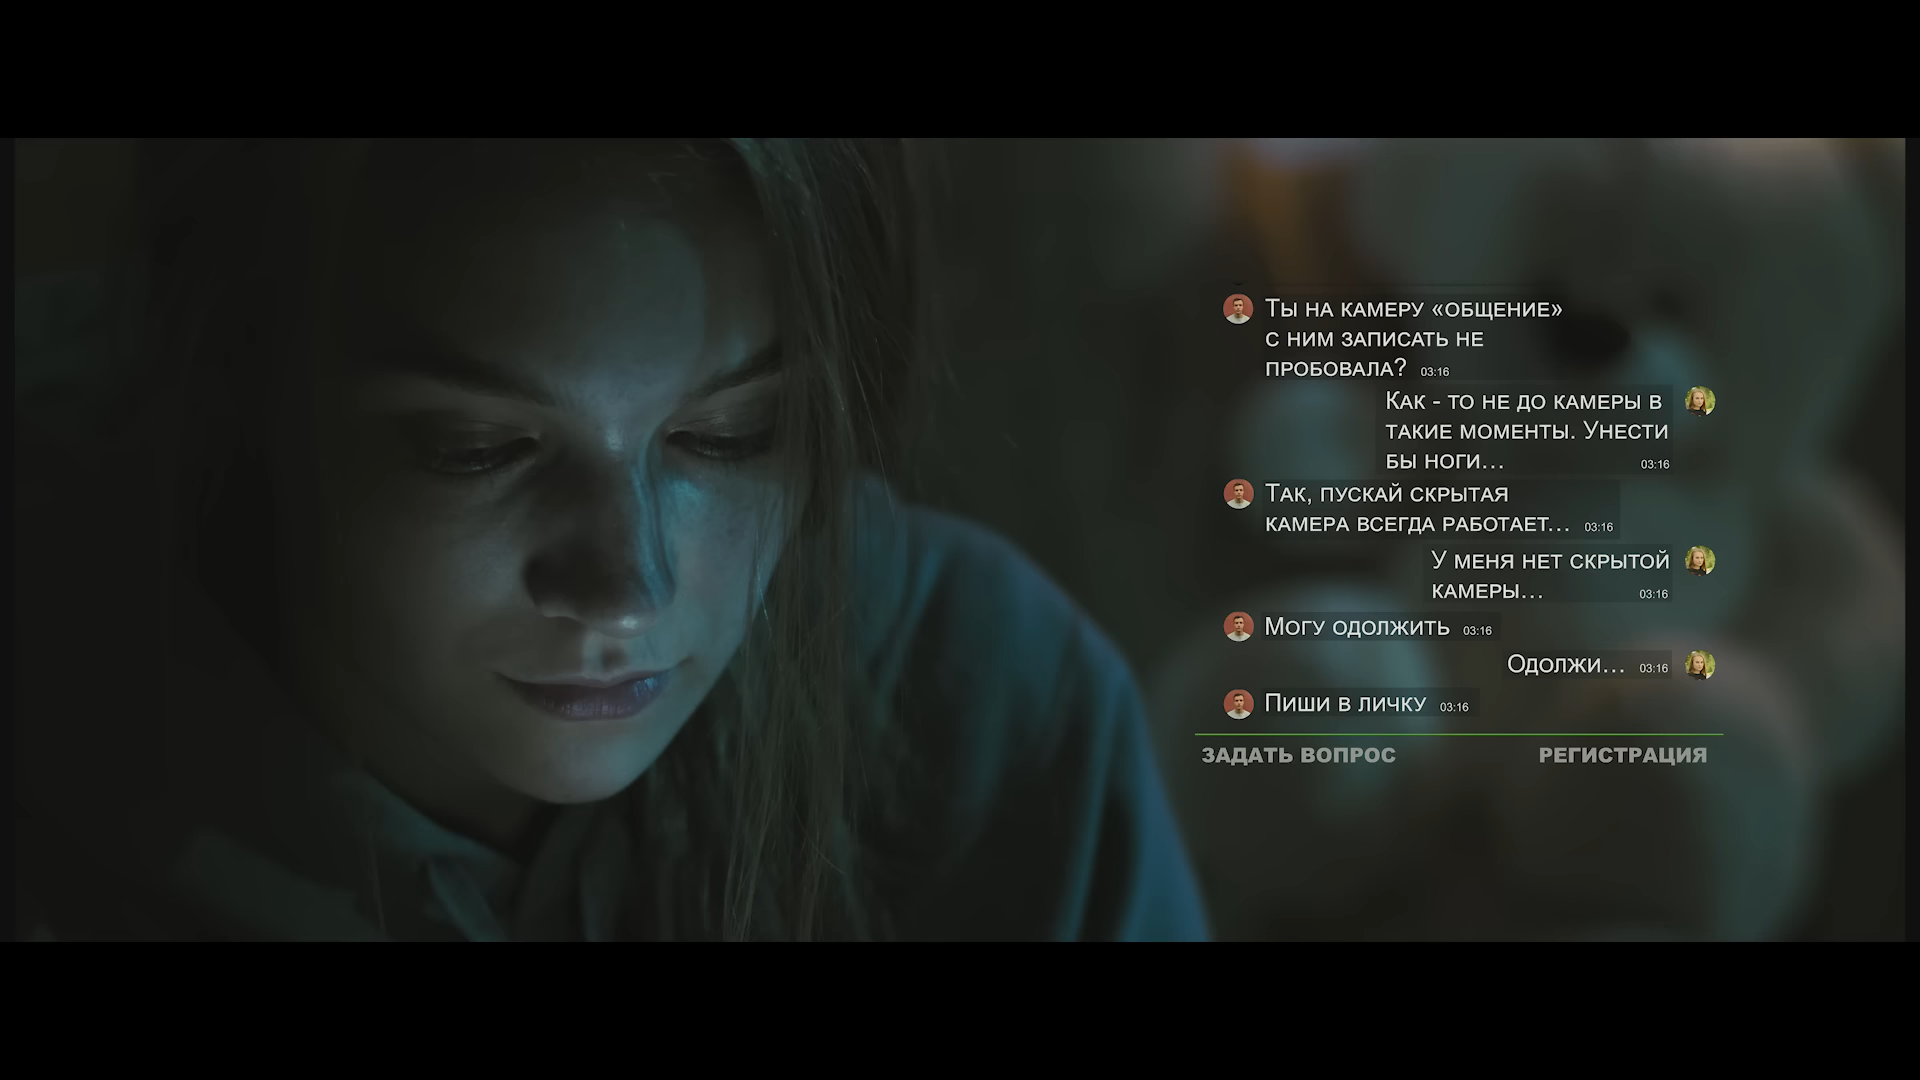 Ты на камеру «общение»
с ним записать не
пробовала? 03:16
Как - то не до камеры в
такие моменты. Унести
бы ноги... 03:16
Так, пускай скрытая
камера всегда работает... 03:16
У меня нет скрытой
камеры... 03:16
Могу одолжить 03:16
Одолжи... 03:16
Пиши в личку 03:16
ЗАДАТЬ ВОПРОС РЕГИСТРАЦИЯ